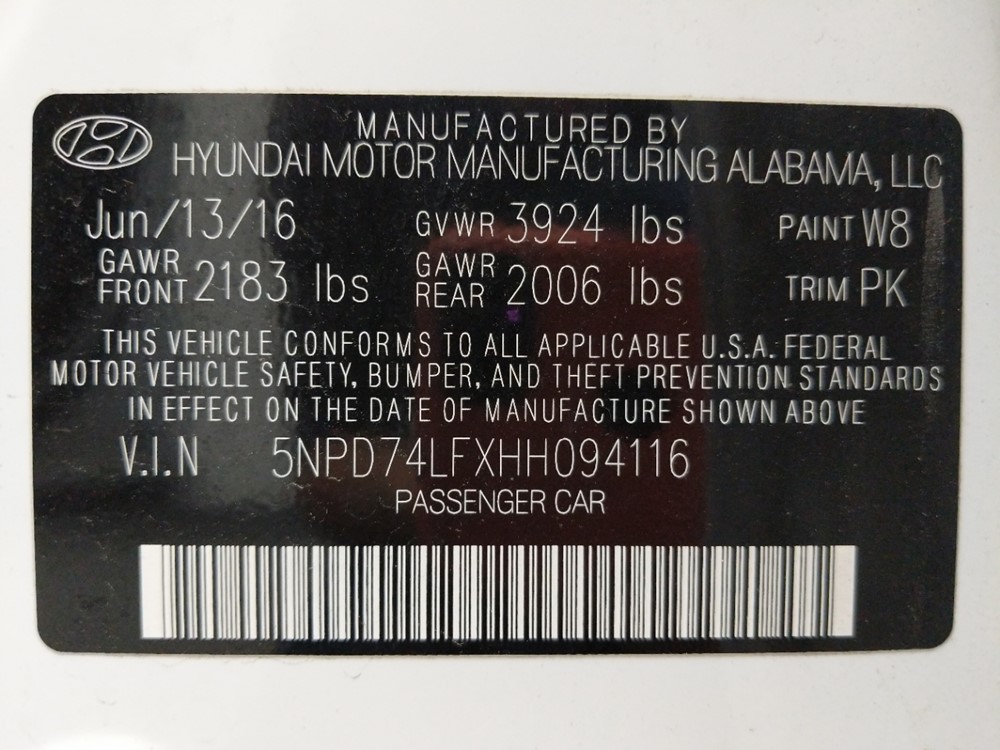 MANUFACTURED BY
HYUNDAI MOTOR MANUFACTURING ALABAMA, LLC
Jun/13/16 GVWR 3924 lbs PAINT W8
GAWR FRONT 2183 lbs GAWR REAR 2006 lbs TRIM PK
THIS VEHICLE CONFORMS TO ALL APPLICABLE U.S.A. FEDERAL
MOTOR VEHICLE SAFETY, BUMPER, AND THEFT PREVENTION STANDARDS
IN EFFECT ON THE DATE OF MANUFACTURE SHOWN ABOVE
V.I.N 5NPD74LFXHH094116
PASSENGER CAR